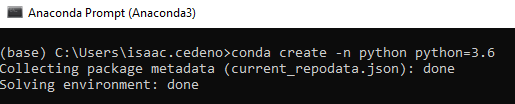 Anaconda Prompt (Anaconda3)
(base) C:\Users\isaac.cedeno>conda create -n python python=3.6
Collecting package metadata (current_repodata.json): done
Solving environment: done